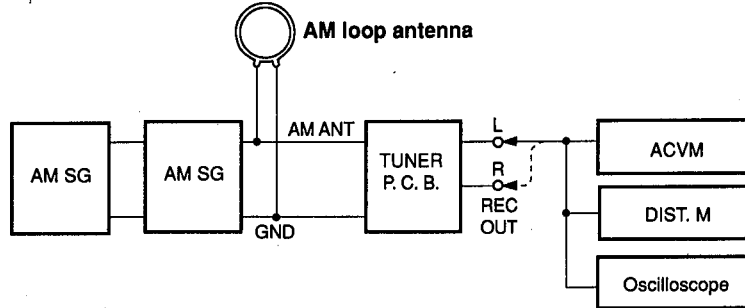 AM loop antenna
AM SG
AM SG
AM ANT
GND
TUNER
P. C. B.
L
R
REC
OUT
ACVM
DIST. M
Oscilloscope